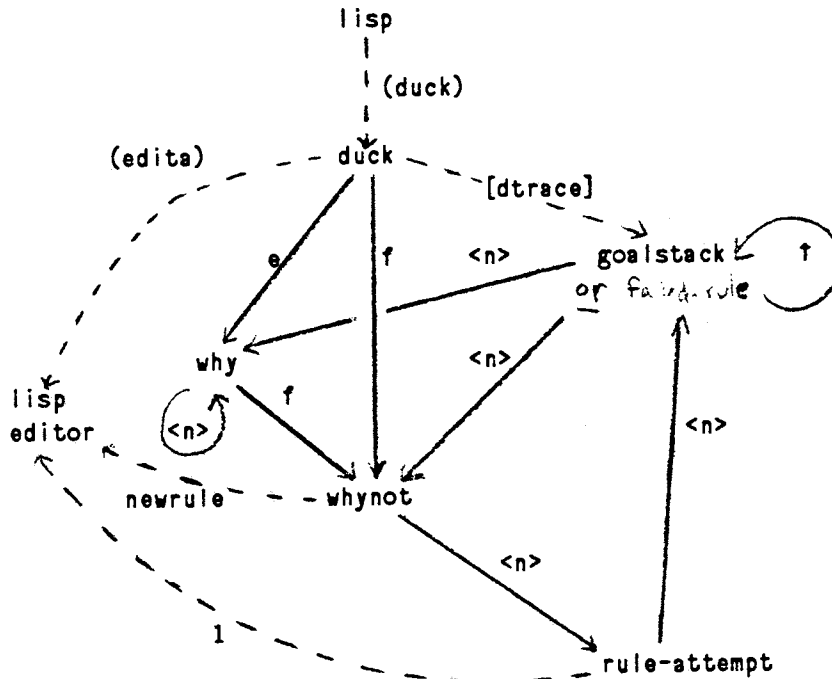 lisp
(duck)
(edita)
duck
[dtrace]
e
f
<n>
goalstack
↑
or
why
<n>
f
<n>
lisp
editor
<n>
newrule
whynot
<n>
1
rule-attempt